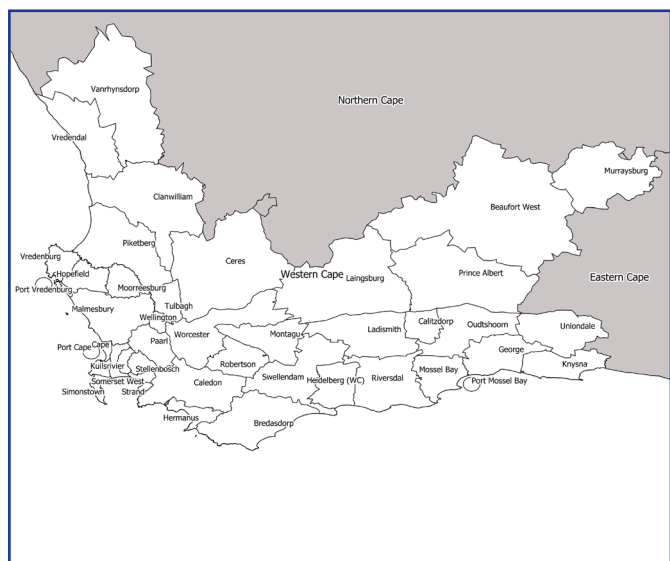 Vanrhynsdorp
Northern Cape
Vredendal
Murraysburg
Clanwilliam
Beaufort West
Piketberg
Vredenburg
Ceres
Hopefield
Western Cape
Laingsburg
Prince Albert
Eastern Cape
Port Vredenburg
Moorreesburg
Malmesbury
Tulbagh
Wellington
Calitzdorp
Oudtshoorn
Uniondale
Ladismith
Worcester
Montagu
Paarl
Port Cape
Cape
George
Robertson
Knysna
Kuilsrivier
Stellenbosch
Mossel Bay
Swellendam
Heidelberg (WC)
Riversdal
Port Mossel Bay
Somerset West
Caledon
Simonstown
Strand
Hermanus
Bredasdorp